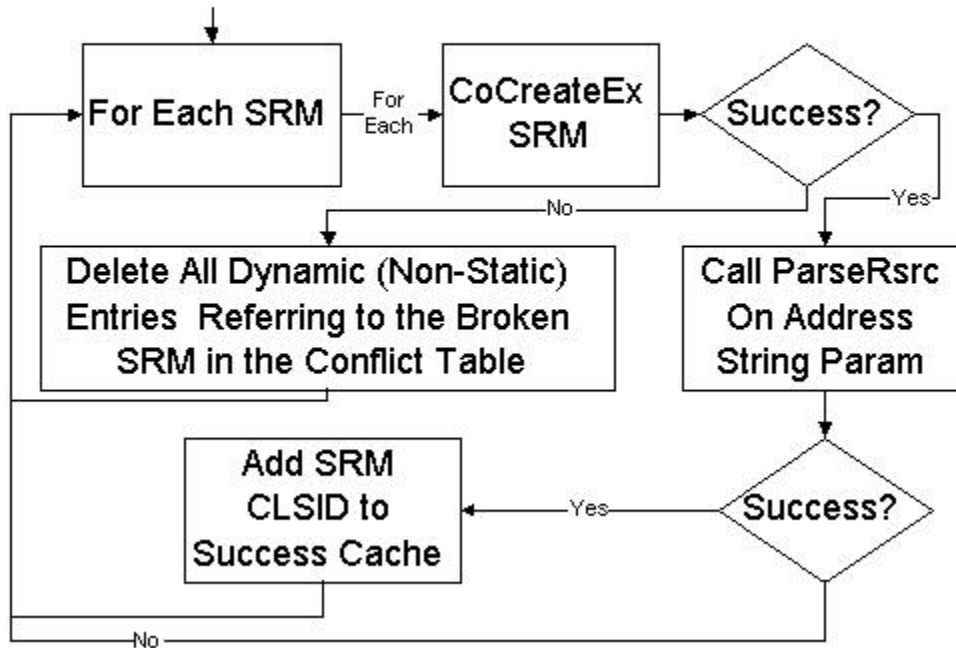 For Each SRM
For
Each
CoCreateEx
SRM
Success?
No
Yes
Delete All Dynamic (Non-Static)
Entries Referring to the Broken
SRM in the Conflict Table
Call ParseRsrc
On Address
String Param
Add SRM
CLSID to
Success Cache
Yes
Success?
No